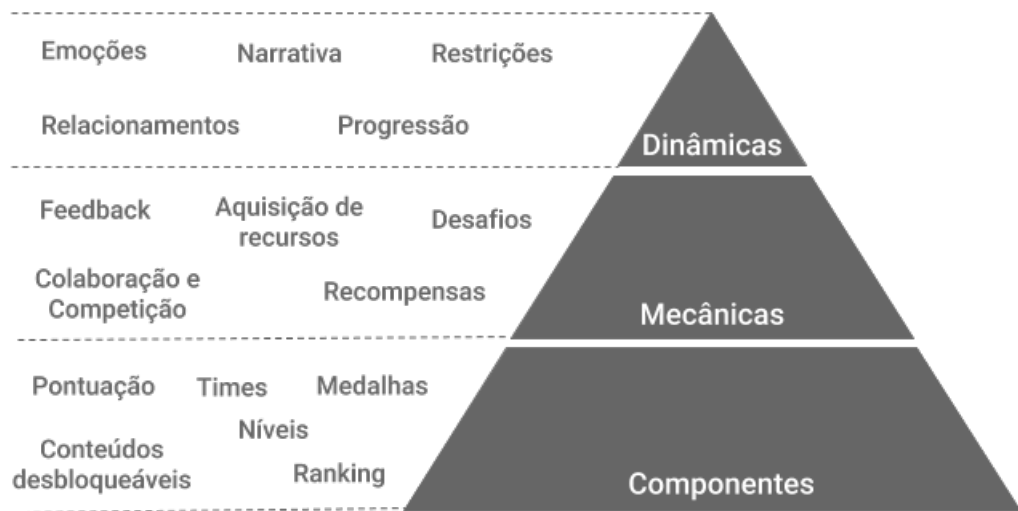 Emoções Narrativa Restrições
Relacionamentos Progressão
Dinâmicas
Feedback Aquisição de recursos Desafios
Colaboração e Competição Recompensas
Mecânicas
Pontuação Times Medalhas
Níveis
Conteúdos desbloqueáveis
Ranking
Componentes